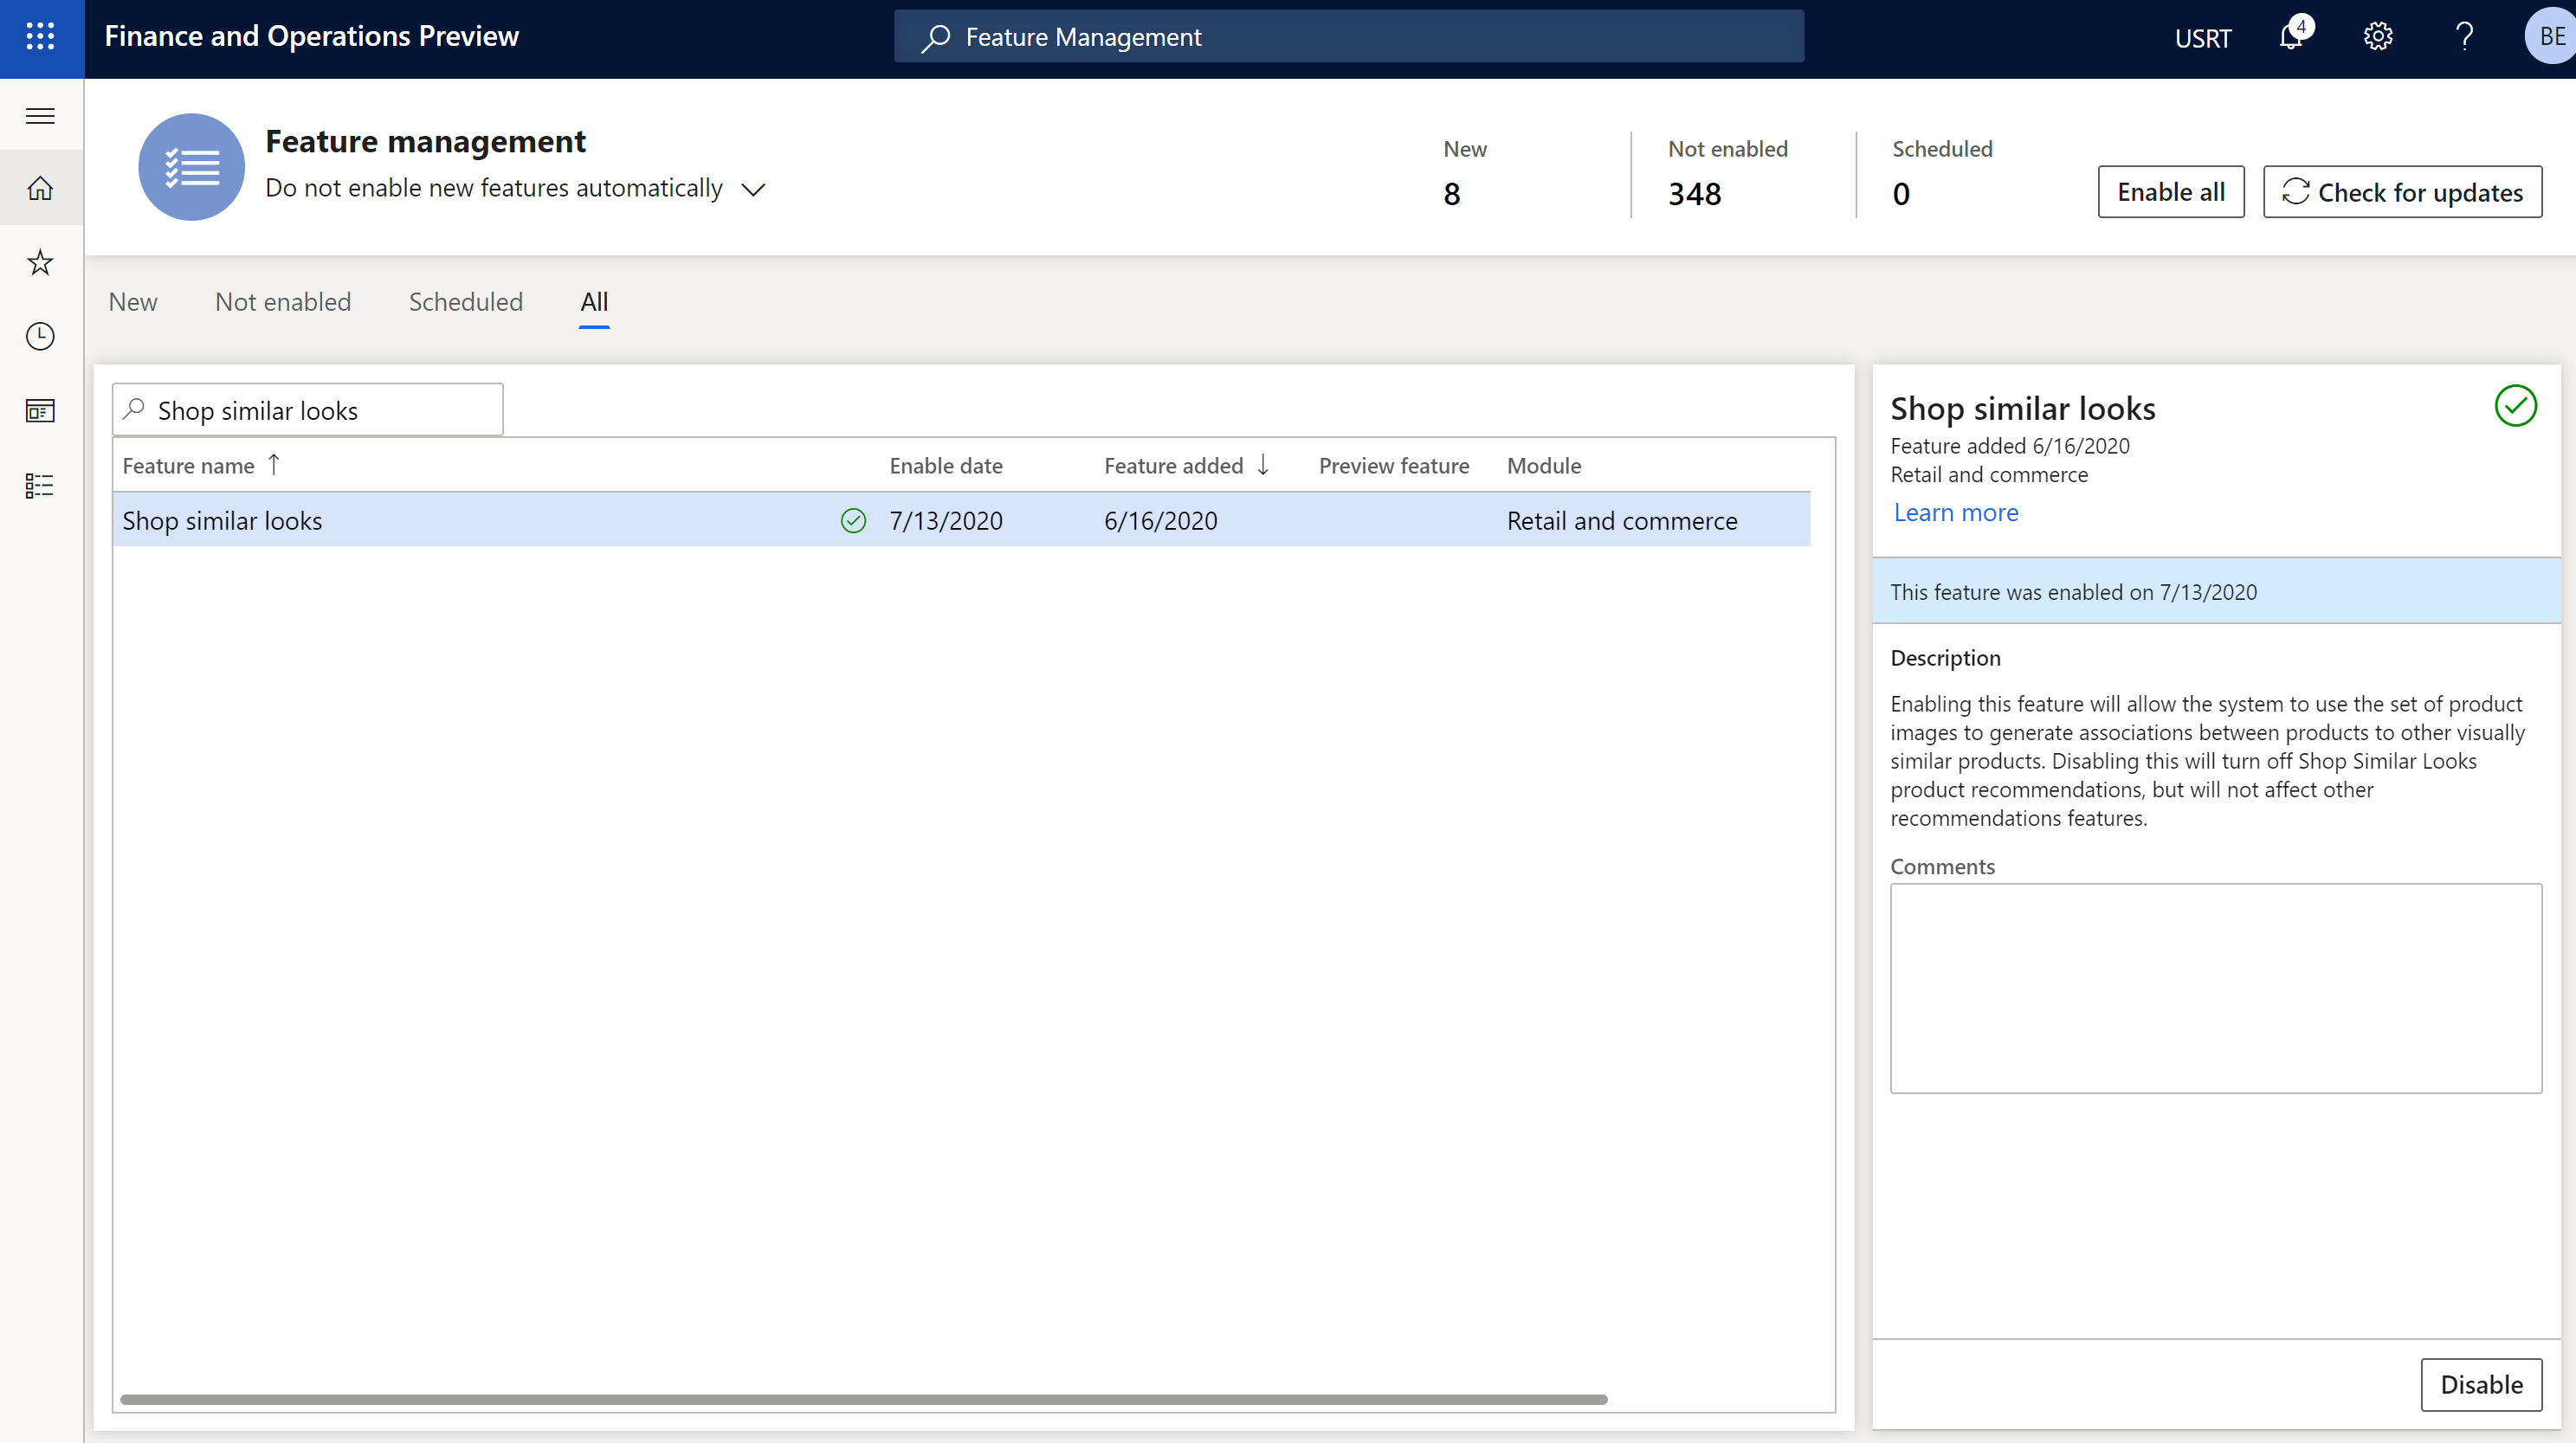 Finance and Operations Preview
Feature Management
USRT
4
BE
Feature management
Do not enable new features automatically
New
8
Not enabled
348
Scheduled
0
Enable all
Check for updates
New
Not enabled
Scheduled
All
Shop similar looks
Feature name
Enable date
Feature added
Preview feature
Module
Shop similar looks
7/13/2020
6/16/2020
Retail and commerce
Shop similar looks
Feature added 6/16/2020
Retail and commerce
Learn more
This feature was enabled on 7/13/2020
Description
Enabling this feature will allow the system to use the set of product
images to generate associations between products to other visually
similar products. Disabling this will turn off Shop Similar Looks
product recommendations, but will not affect other
recommendations features.
Comments
Disable